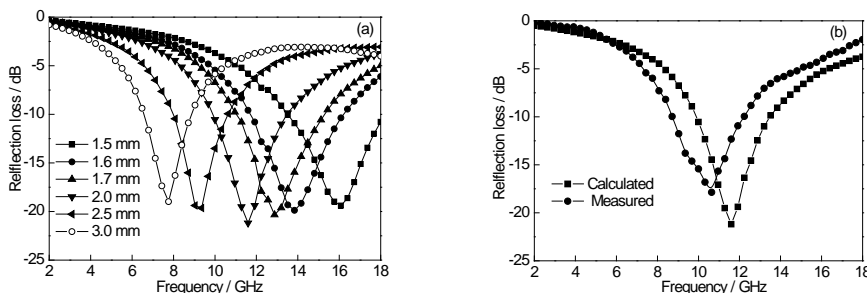 (a)
0
-5
-10
-15
-20
-25
Relflection loss / dB
1.5 mm
1.6 mm
1.7 mm
2.0 mm
2.5 mm
3.0 mm
2 4 6 8 10 12 14 16 18
Frequency / GHz
(b)
0
-5
-10
-15
-20
-25
Relflection loss / dB
Calculated
Measured
2 4 6 8 10 12 14 16 18
Frequency / GHz